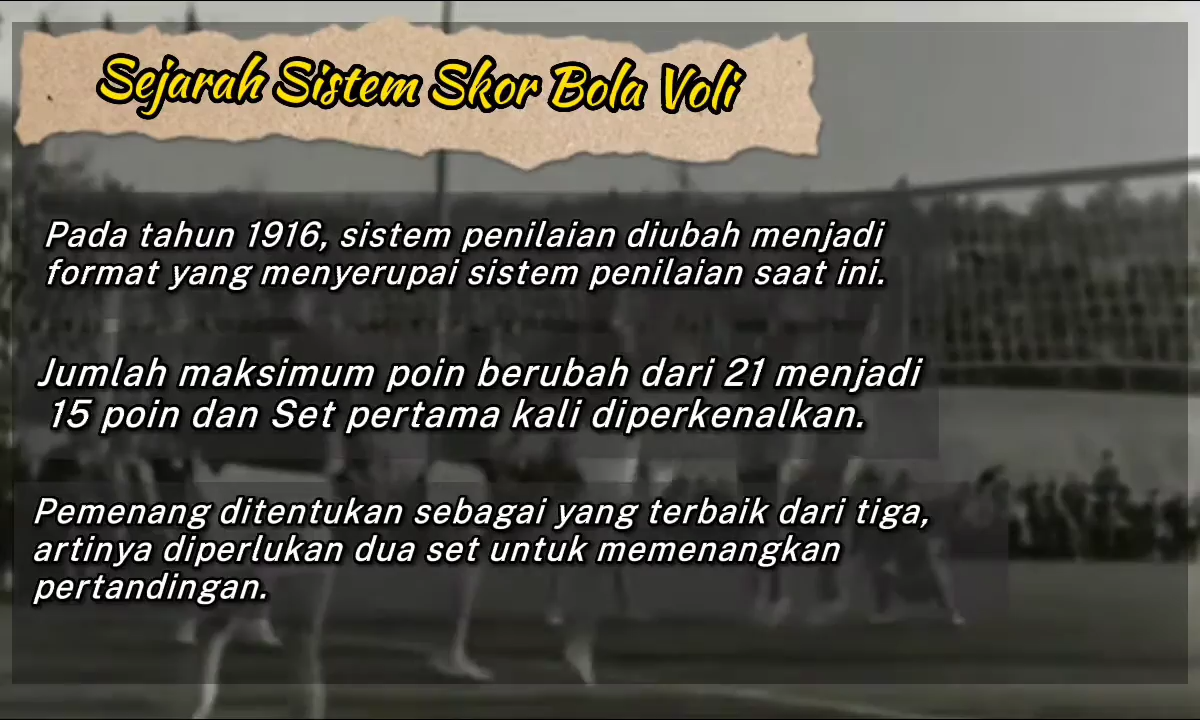 Sejarah Sistem Skor Bola Voli
Pada tahun 1916, sistem penilaian diubah menjadi
format yang menyerupai sistem penilaian saat ini.
Jumlah maksimum poin berubah dari 21 menjadi
15 poin dan Set pertama kali diperkenalkan.
Pemenang ditentukan sebagai yang terbaik dari tiga,
artinya diperlukan dua set untuk memenangkan
pertandingan.